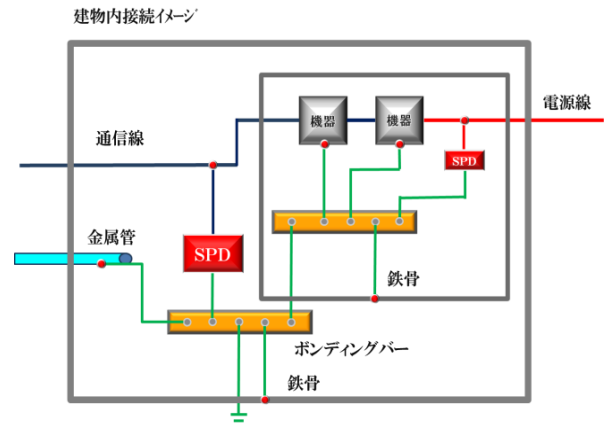 建物内接続イメージ
電源線
機器
機器
通信線
SPD
金属管
SPD
鉄骨
ボンディングバー
鉄骨